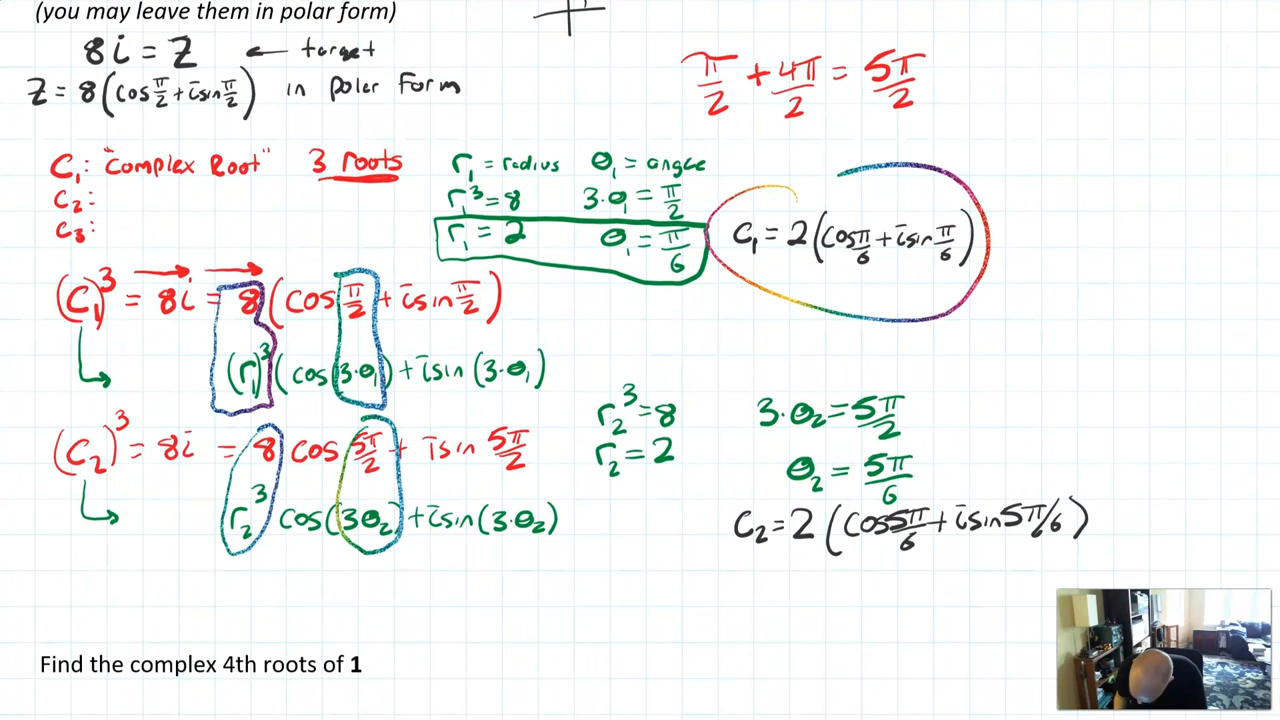 (you may leave them in polar form)
8i = Z ← target
Z = 8(cos π/2 + i sin π/2) in polar form
π/2 + 4π/2 = 5π/2
C₁: "Complex Root" 3 roots
C₂:
C₃:
r₁ = radius θ₁ = angle
r₁³ = 8 3·θ₁ = π/2
r₁ = 2 θ₁ = π/6
C₁ = 2(cos π/6 + i sin π/6)
(C₁)³ = 8i = 8(cos π/2 + i sin π/2)
(r₁)³(cos(3·θ₁) + i sin(3·θ₁)
(C₂)³ = 8i = 8 cos 5π/2 + i sin 5π/2
r₂³ cos(3θ₂) + i sin(3·θ₂)
r₂³ = 8 3·θ₂ = 5π/2
r₂ = 2 θ₂ = 5π/6
C₂ = 2(cos 5π/6 + i sin 5π/6)
Find the complex 4th roots of 1